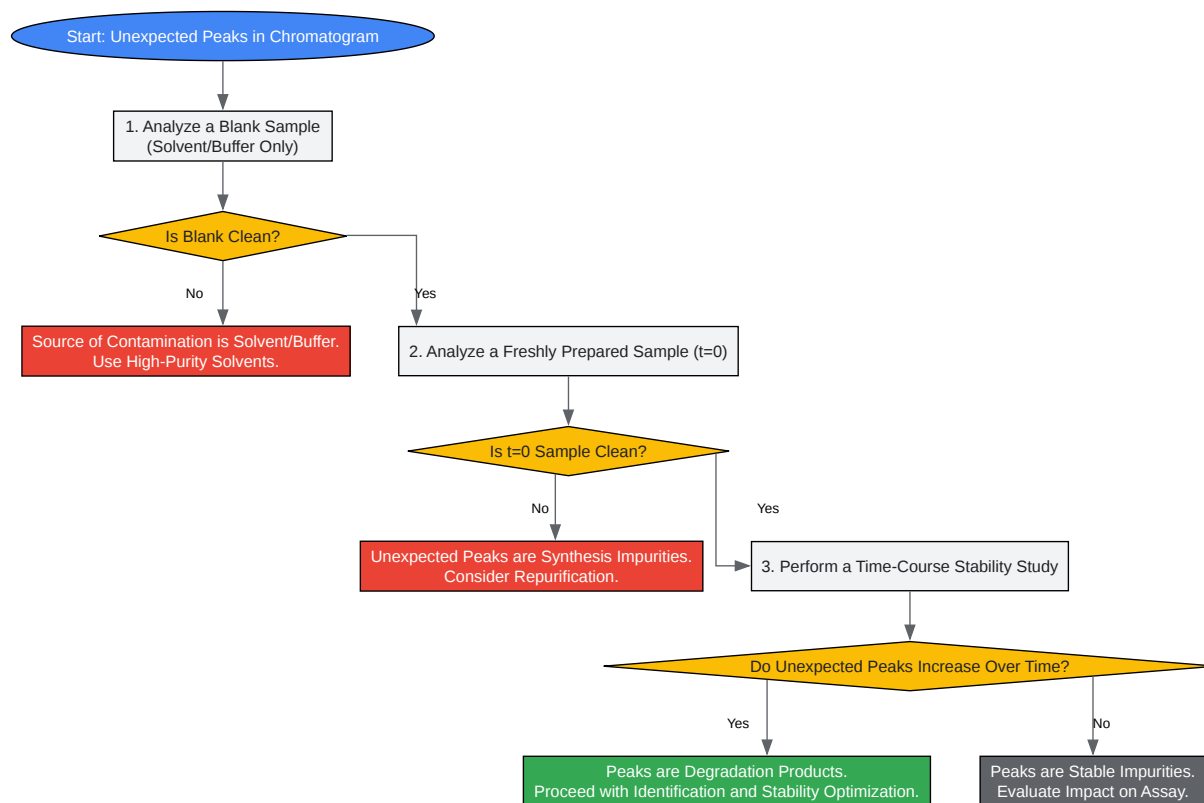 Start: Unexpected Peaks in Chromatogram
1. Analyze a Blank Sample
(Solvent/Buffer Only)
Is Blank Clean?
No
Yes
Source of Contamination is Solvent/Buffer.
Use High-Purity Solvents.
2. Analyze a Freshly Prepared Sample (t=0)
Is t=0 Sample Clean?
No
Yes
Unexpected Peaks are Synthesis Impurities.
Consider Repurification.
3. Perform a Time-Course Stability Study
Do Unexpected Peaks Increase Over Time?
Yes
No
Peaks are Degradation Products.
Proceed with Identification and Stability Optimization.
Peaks are Stable Impurities.
Evaluate Impact on Assay.